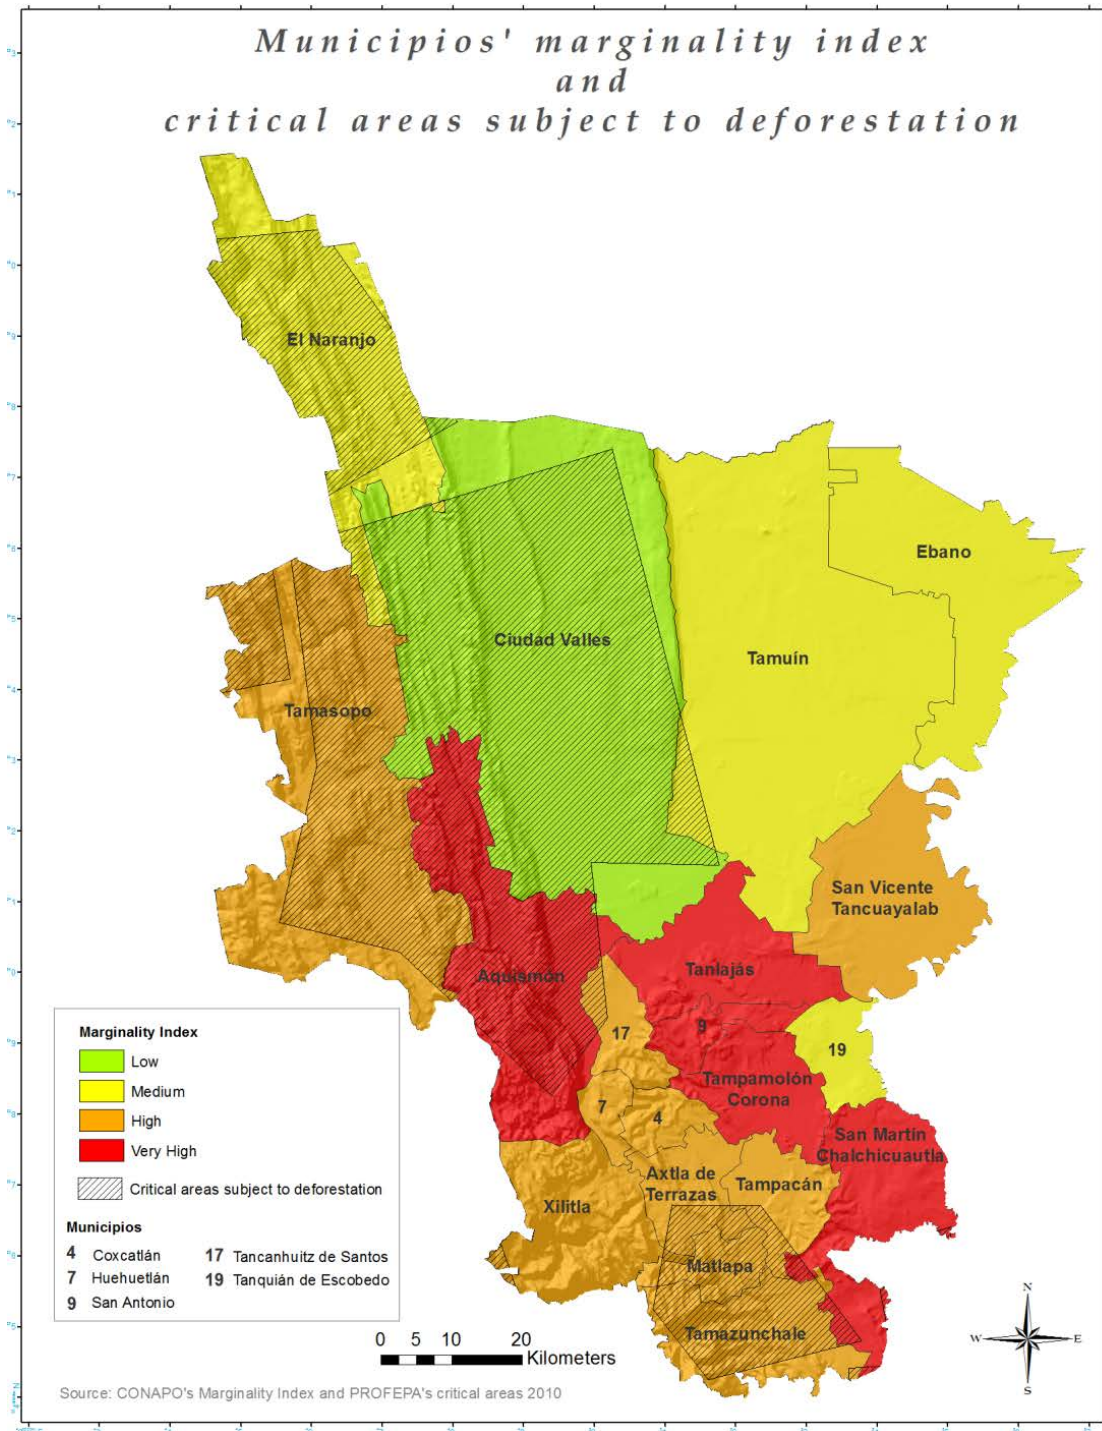 Municipios' marginality index
and
critical areas subject to deforestation
El Naranjo
Ebano
Ciudad Valles
Tamuín
Tamasopo
San Vicente
Tancuayalab
Tanlajás
Aquismón
17
9
19
Tampamolón
Corona
7
4
San Martín
Chalchicuautla
Axtla de
Terrazas
Tampacán
Xilitla
Matlapa
Tamazunchale
Marginality Index
Low
Medium
High
Very High
Critical areas subject to deforestation
Municipios
4 Coxcatlán
7 Huehuetlán
9 San Antonio
17 Tancanhuitz de Santos
19 Tanquián de Escobedo
0 5 10 20
Kilometers
N
W
E
S
Source: CONAPO's Marginality Index and PROFEPA's critical areas 2010